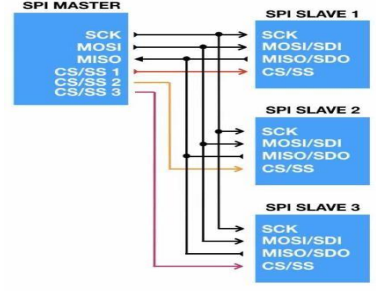 SPI MASTER
SCK
MOSI
MISO
CS/SS 1
CS/SS 2
CS/SS 3
SPI SLAVE 1
SCK
MOSI/SDI
MISO/SDO
CS/SS
SPI SLAVE 2
SCK
MOSI/SDI
MISO/SDO
CS/SS
SPI SLAVE 3
SCK
MOSI/SDI
MISO/SDO
CS/SS